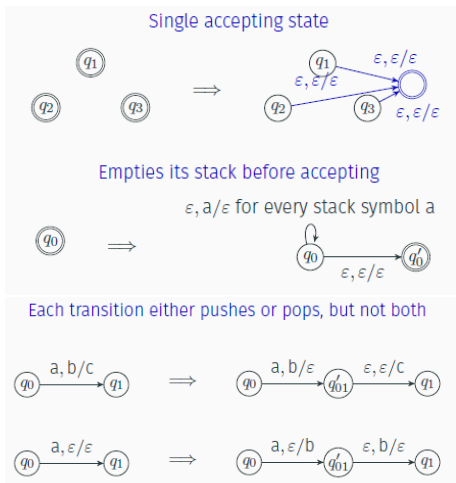 Single accepting state
q₁
q₂
q₃
⇒
q₁
q₂
q₃
ε,ε/ε
ε,ε/ε
ε,ε/ε
Empties its stack before accepting
ε,a/ε for every stack symbol a
q₀
⇒
q₀
ε,ε/ε
q₀′
Each transition either pushes or pops, but not both
q₀ a,b/c q₁ ⇒ q₀ a,b/ε q₀₁′ ε,ε/c q₁
q₀ a,ε/ε q₁ ⇒ q₀ a,ε/b q₀₁′ ε,b/ε q₁